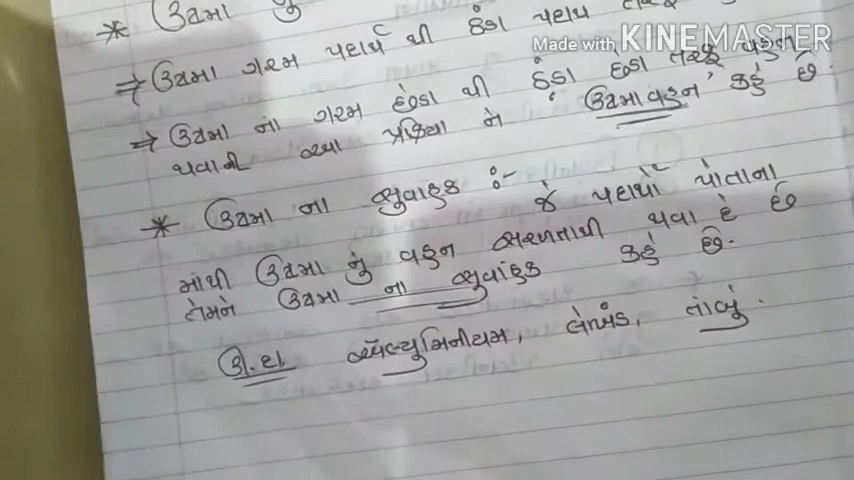 * ઉષ્મા નું
Made with KINEMASTER
⇒ ઉષ્મા ગરમ પદાર્થ થી ઠંડા પદાર્થ તરફ
⇒ ઉષ્મા ના ગરમ છેડા થી ઠંડા છેડા તરફ વહન
થવાની આ પ્રક્રિયા ને 'ઉષ્માવહન' કહે છે.
* ઉષ્મા ના સુવાહક :- જે પદાર્થો પોતાના
માંથી ઉષ્મા નું વહન સરળતાથી થવા દે છે
તેમને ઉષ્મા ના સુવાહક કહે છે.
ઉ.દા. એલ્યુમિનીયમ, લોખંડ, તાંબું.